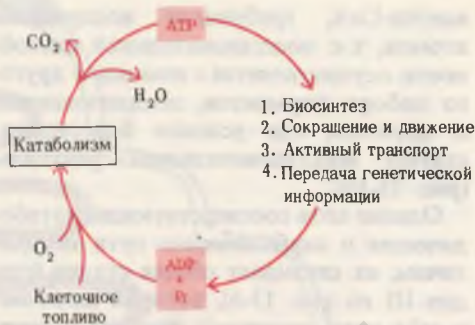 CO₂
ATP
H₂O
1. Биосинтез
2. Сокращение и движение
3. Активный транспорт
4. Передача генетической
информации
Катаболизм
O₂
ADP
+
Pi
Клеточное
топливо